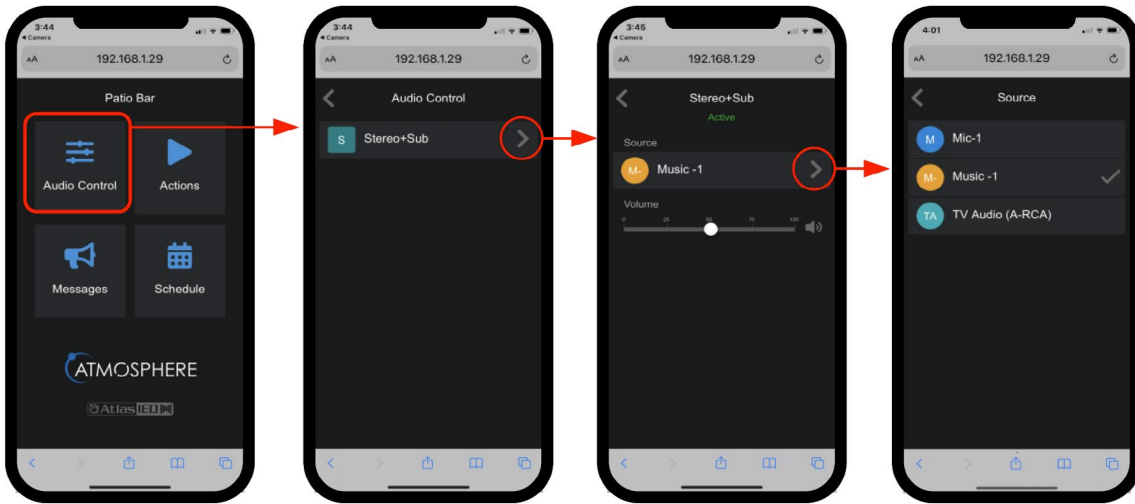 3:44
Camera
AA 192.168.1.29
Patio Bar
Audio Control
Actions
Messages
Schedule
ATMOSPHERE
AtlasIED
3:44
Camera
AA 192.168.1.29
Audio Control
S Stereo+Sub
3:45
Camera
AA 192.168.1.29
Stereo+Sub
Active
Source
M- Music -1
Volume
0 25 50 75 100
4:01
AA 192.168.1.29
Source
M Mic-1
M- Music -1
TA TV Audio (A-RCA)